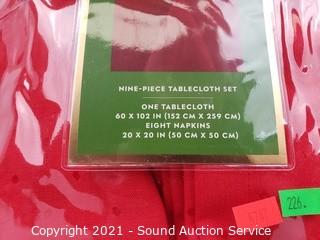 NINE-PIECE TABLECLOTH SET
ONE TABLECLOTH
60 X 102 IN (152 CM X 259 CM)
EIGHT NAPKINS
20 X 20 IN (50 CM X 50 CM)
226.
Copyright 2021 - Sound Auction Service